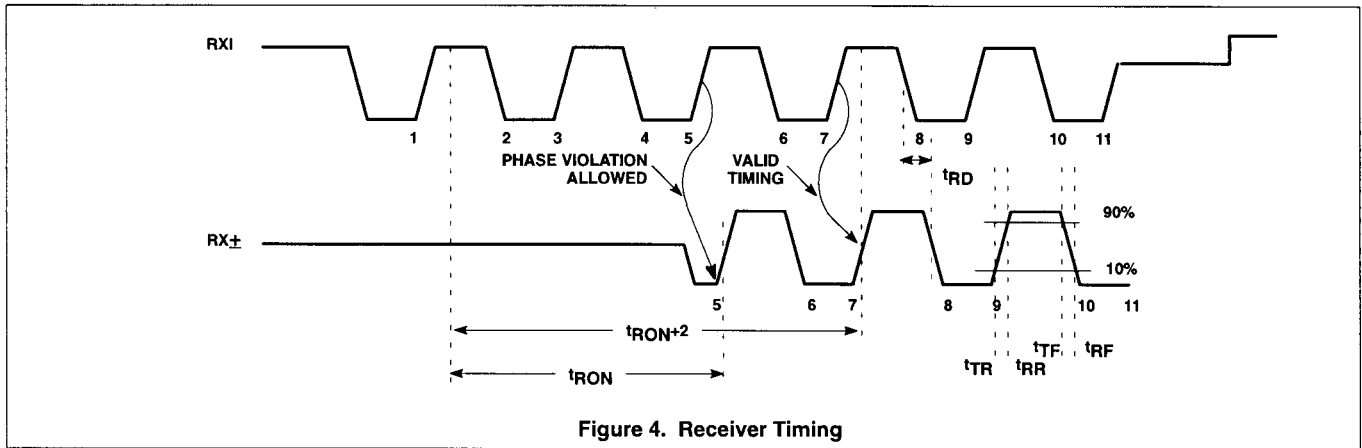 RXI
1 2 3 4 5 6 7 8 9 10 11
PHASE VIOLATION
ALLOWED
VALID
TIMING
tRD
RX±
90%
10%
5 6 7 8 9 10 11
tRON+2
tRON
tTR tRR tTF tRF
Figure 4. Receiver Timing